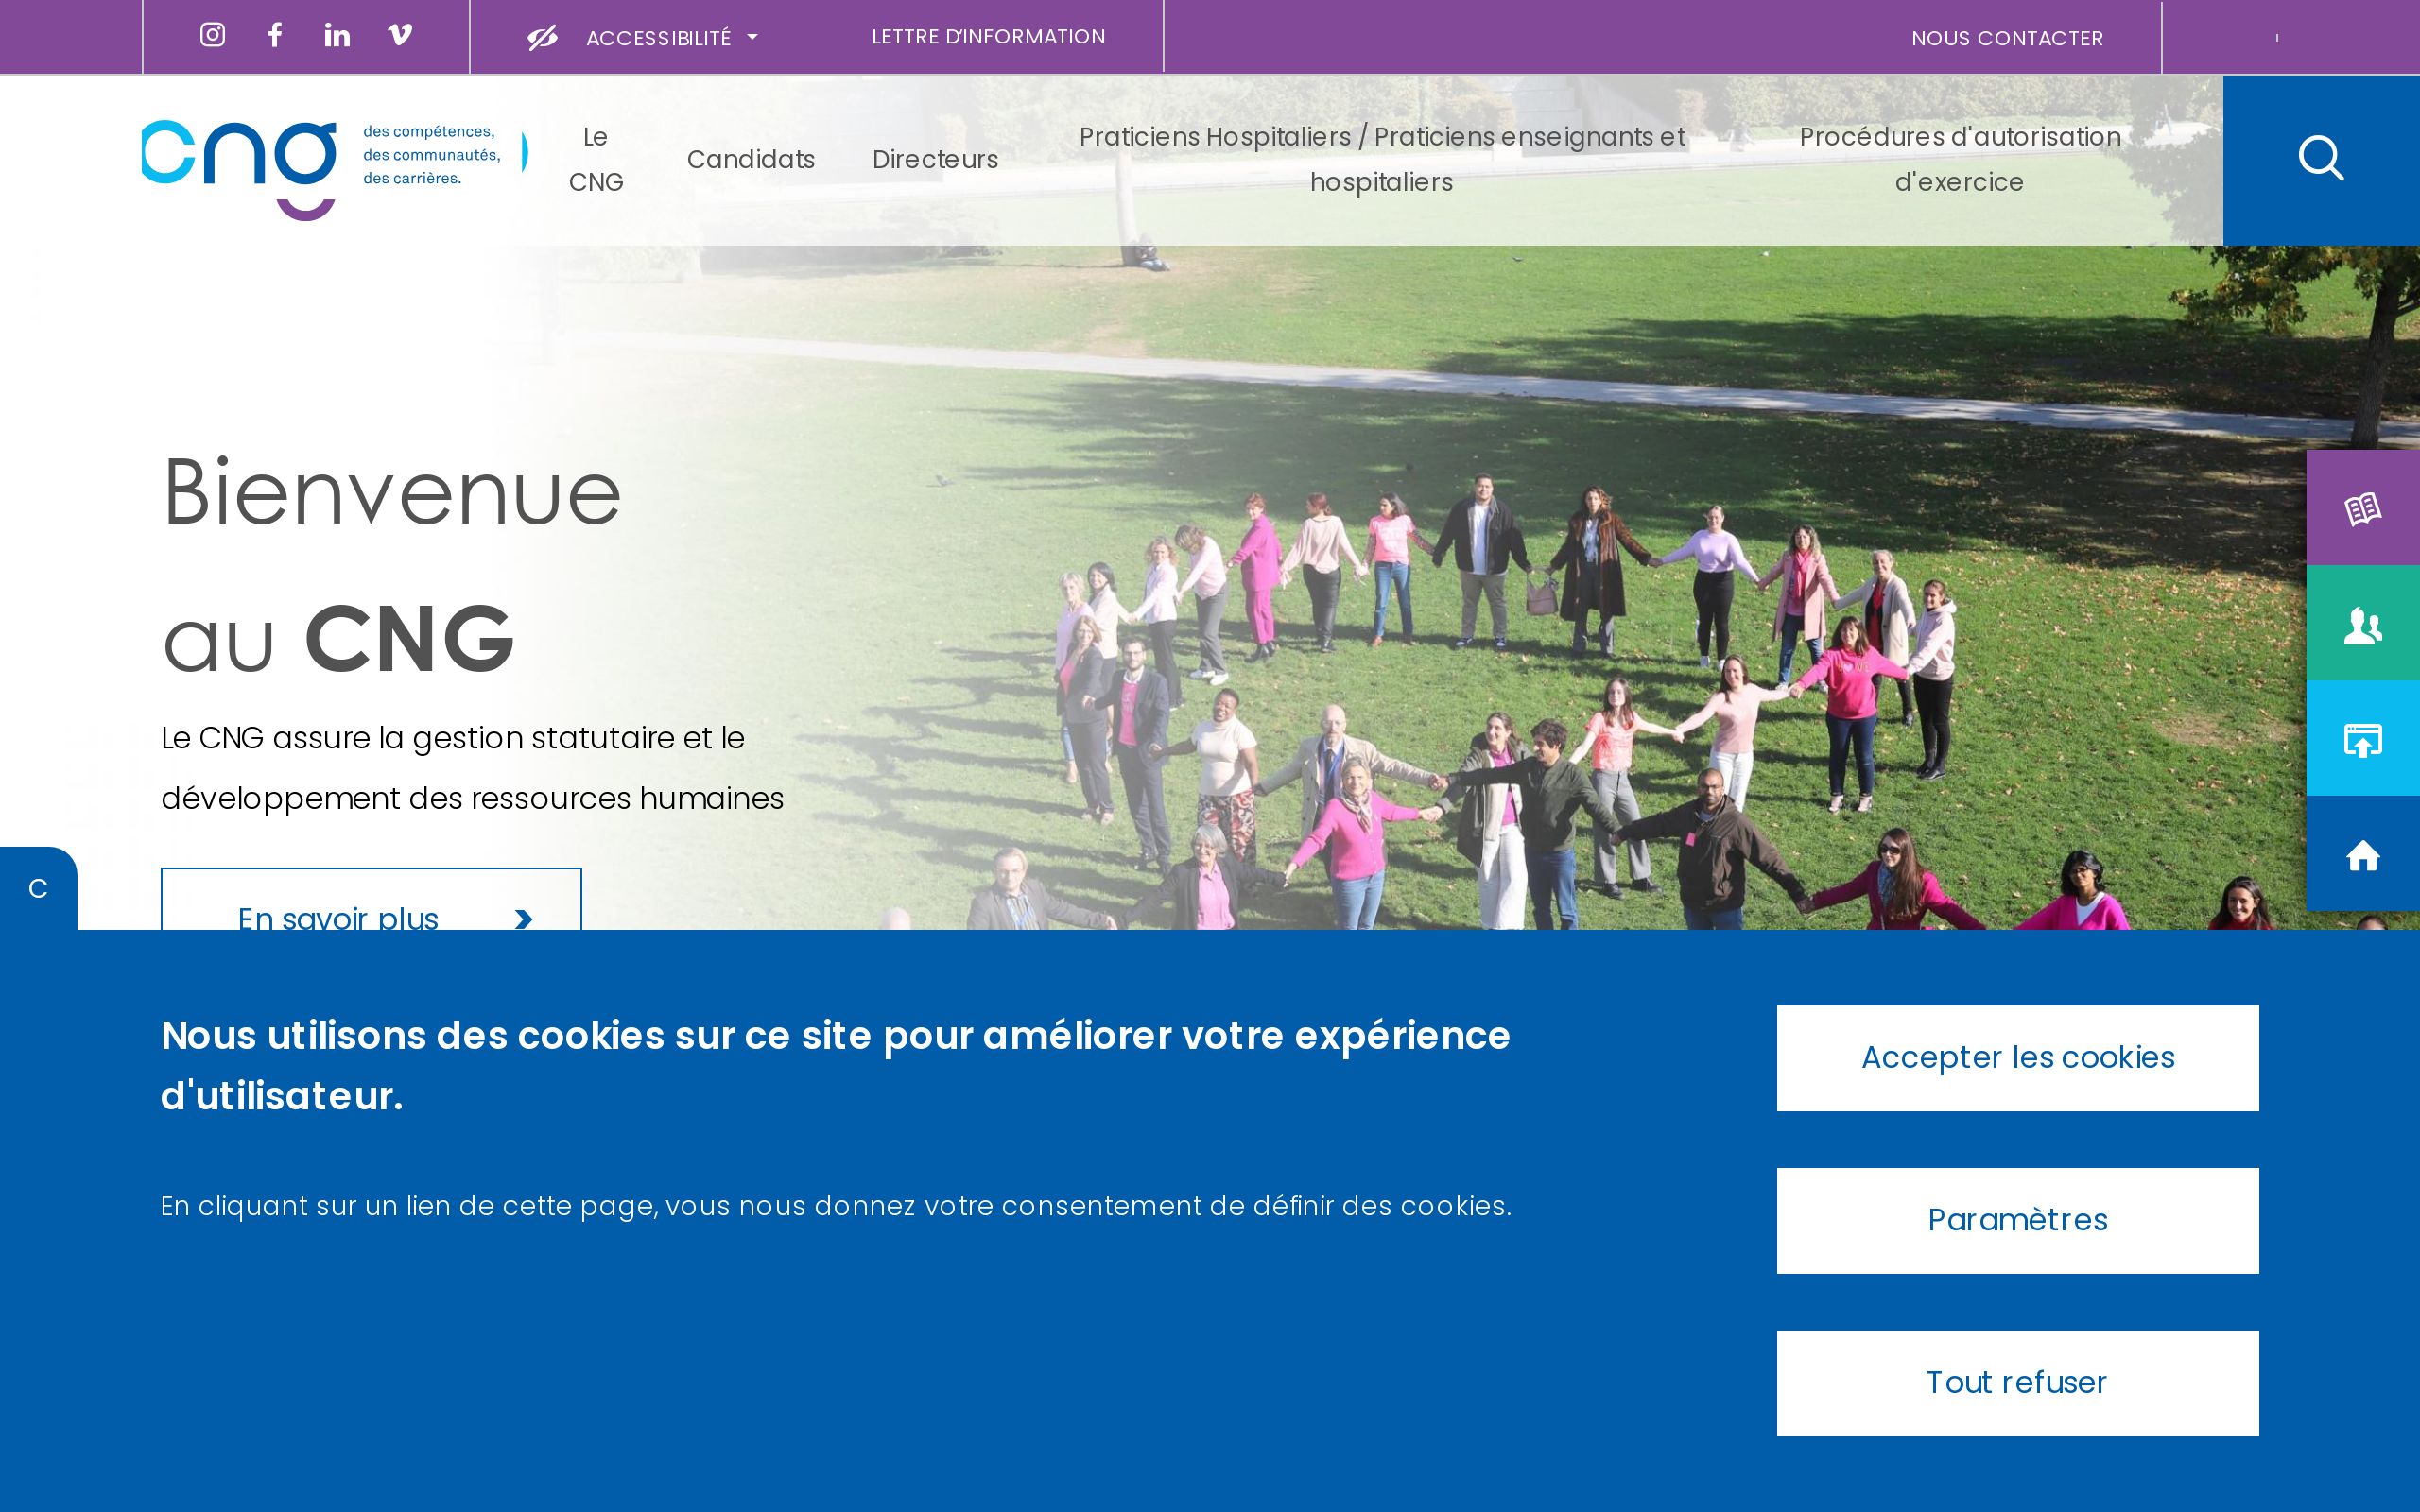 ACCESSIBILITÉ
LETTRE D'INFORMATION
NOUS CONTACTER
cng
des compétences,
des communautés,
des carrières.
Le
CNG
Candidats
Directeurs
Praticiens Hospitaliers / Praticiens enseignants et
hospitaliers
Procédures d'autorisation
d'exercice
Bienvenue
au CNG
Le CNG assure la gestion statutaire et le
développement des ressources humaines
En savoir plus
C
Nous utilisons des cookies sur ce site pour améliorer votre expérience
d'utilisateur.
En cliquant sur un lien de cette page, vous nous donnez votre consentement de définir des cookies.
Accepter les cookies
Paramètres
Tout refuser